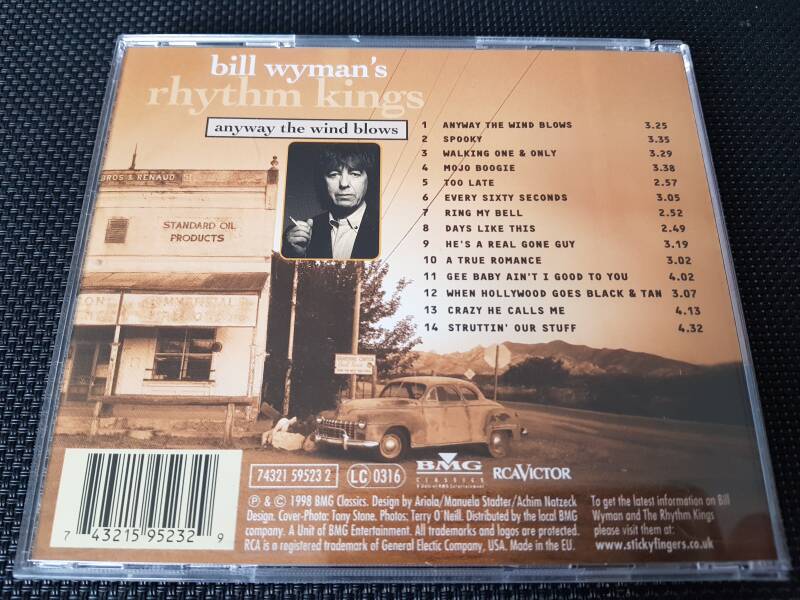 bill wyman's
rhythm kings
anyway the wind blows
1 ANYWAY THE WIND BLOWS 3.25
2 SPOOKY 3.35
3 WALKING ONE & ONLY 3.29
4 MOJO BOOGIE 3.38
5 TOO LATE 2.57
6 EVERY SIXTY SECONDS 3.05
7 RING MY BELL 2.52
8 DAYS LIKE THIS 2.49
9 HE'S A REAL GONE GUY 3.19
10 A TRUE ROMANCE 3.02
11 GEE BABY AIN'T I GOOD TO YOU 4.02
12 WHEN HOLLYWOOD GOES BLACK & TAN 3.07
13 CRAZY HE CALLS ME 4.13
14 STRUTTIN' OUR STUFF 4.32
BROS & RENAUD
STANDARD OIL
PRODUCTS
74321 59523 2
LC 0316
BMG
CLASSICS
RCA VICTOR
℗ & © 1998 BMG Classics. Design by Ariola/Manuela Stadter/Achim Natzeck
Design. Cover-Photo: Tony Stone. Photos: Terry O'Neill. Distributed by the local BMG
company. A Unit of BMG Entertainment. All trademarks and logos are protected.
RCA is a registered trademark of General Electic Company, USA. Made in the EU.
To get the latest information on Bill
Wyman and The Rhythm Kings
please visit them at:
www.stickyfingers.co.uk
7 43215 95232 9